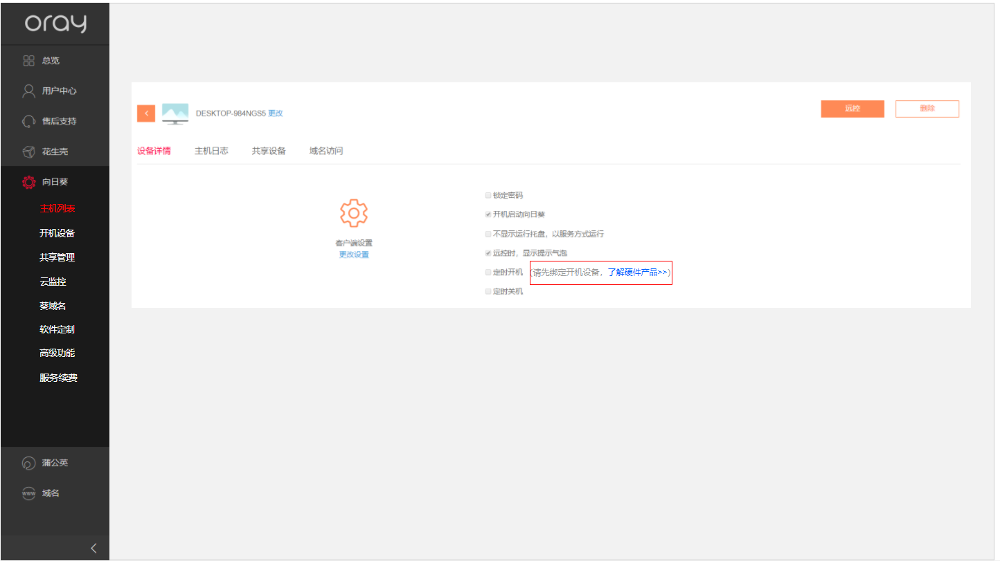 oray
总览
用户中心
售后支持
花生壳
向日葵
主机列表
开机设备
共享管理
云监控
葵域名
软件定制
高级功能
服务续费
蒲公英
www 域名
DESKTOP-984NGS5 更改
远控 删除
设备详情 主机日志 共享设备 域名访问
客户端设置
更改设置
锁定密码
开机启动向日葵
不显示运行托盘，以服务方式运行
远控时，显示提示气泡
定时开机 (请先绑定开机设备，了解硬件产品>>)
定时关机